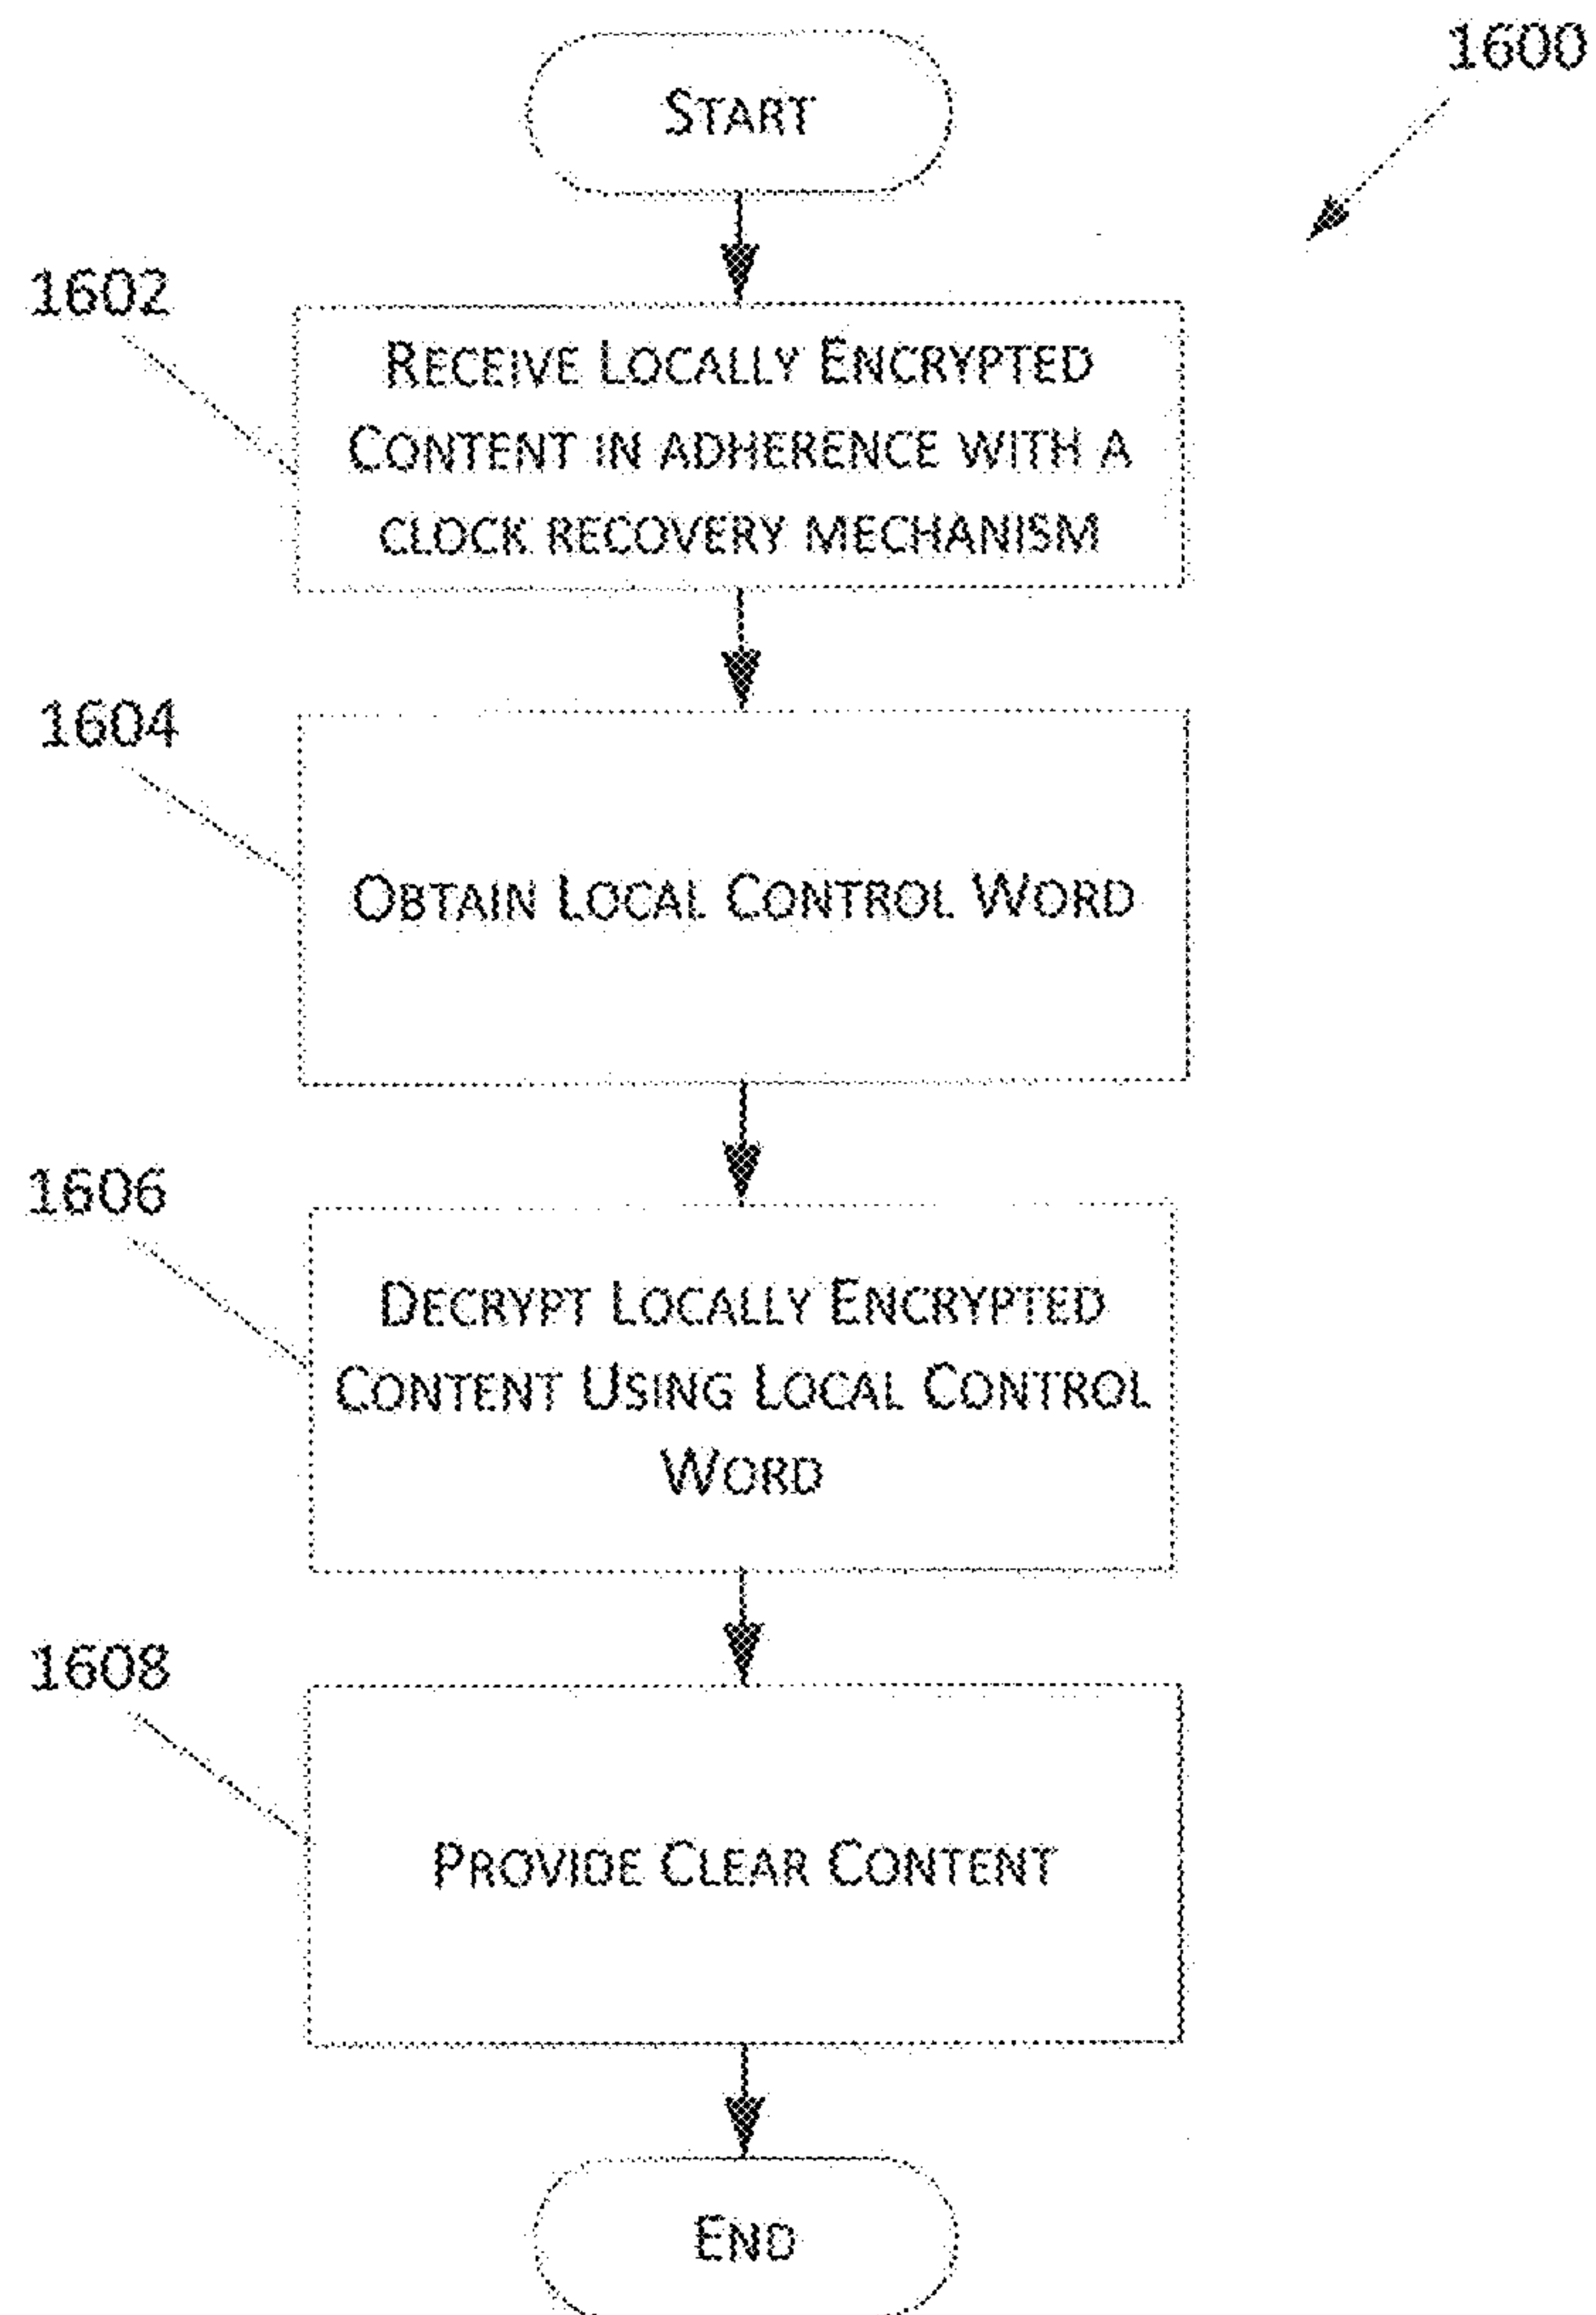 1600
START
1602
RECEIVE LOCALLY ENCRYPTED
CONTENT IN ADHERENCE WITH A
CLOCK RECOVERY MECHANISM
1604
OBTAIN LOCAL CONTROL WORD
1606
DECRYPT LOCALLY ENCRYPTED
CONTENT USING LOCAL CONTROL
WORD
1608
PROVIDE CLEAR CONTENT
END